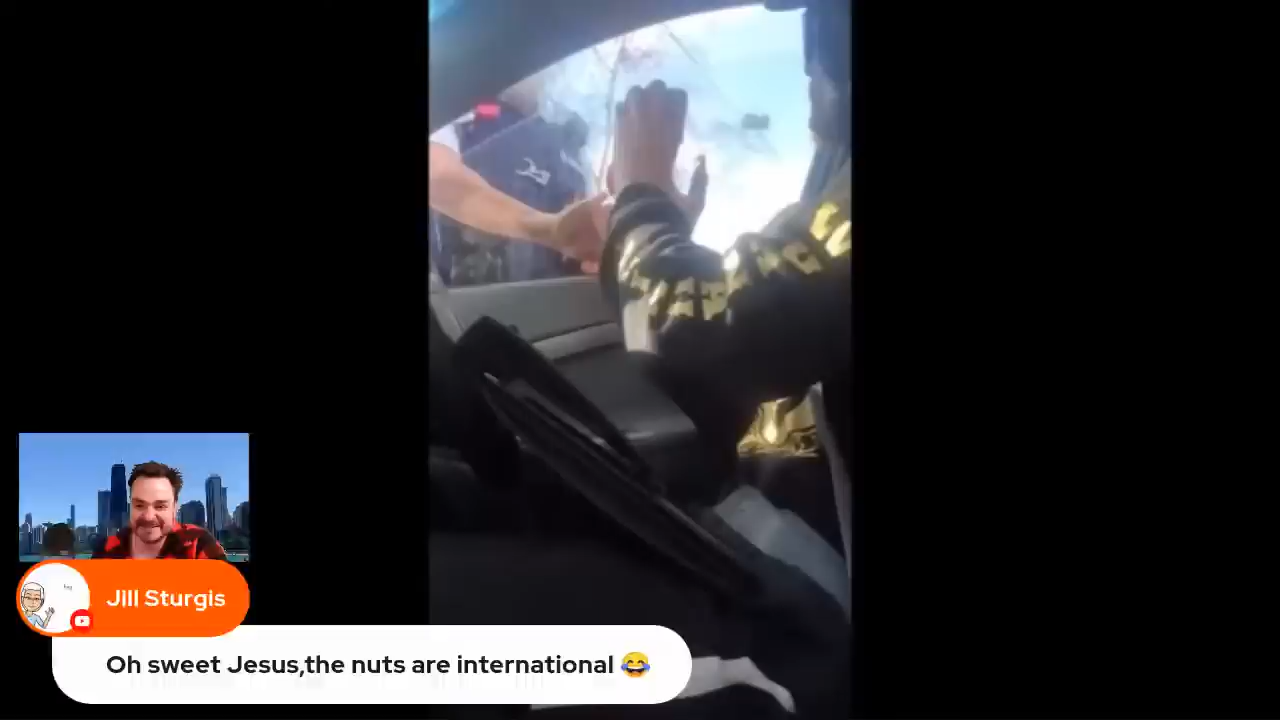 Jill Sturgis
Oh sweet Jesus,the nuts are international 😂